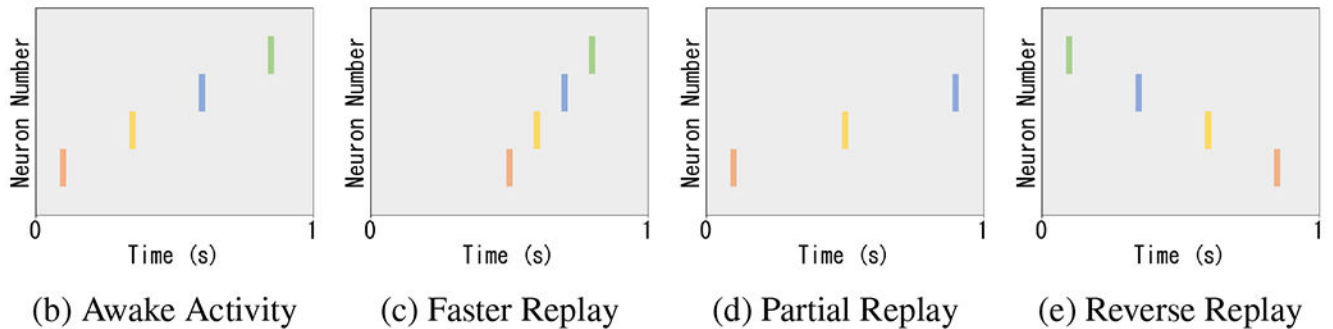 Neuron Number
0
1
Time (s)
(b) Awake Activity
Neuron Number
0
1
Time (s)
(c) Faster Replay
Neuron Number
0
1
Time (s)
(d) Partial Replay
Neuron Number
0
1
Time (s)
(e) Reverse Replay